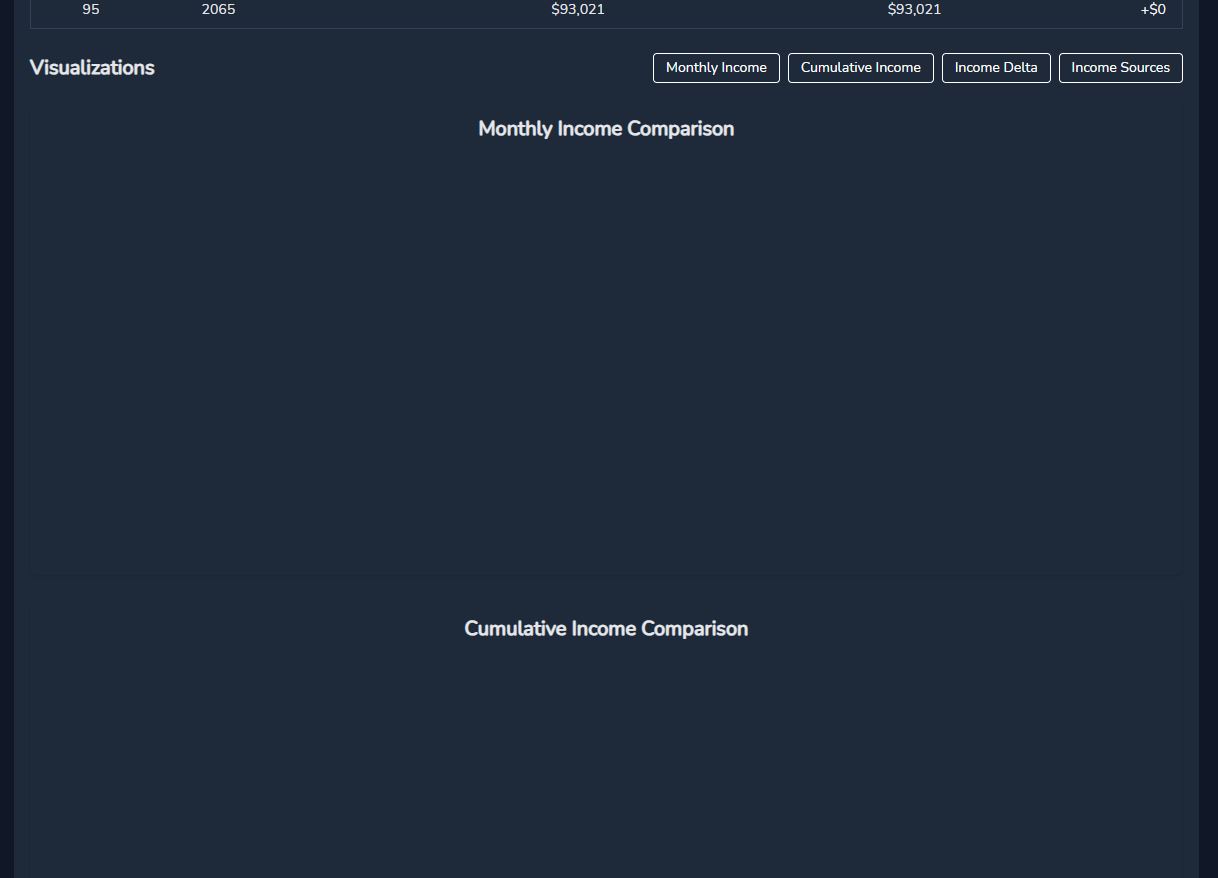 95 2065 $93,021 $93,021 +$0
Visualizations Monthly Income Cumulative Income Income Delta Income Sources
Monthly Income Comparison
Cumulative Income Comparison